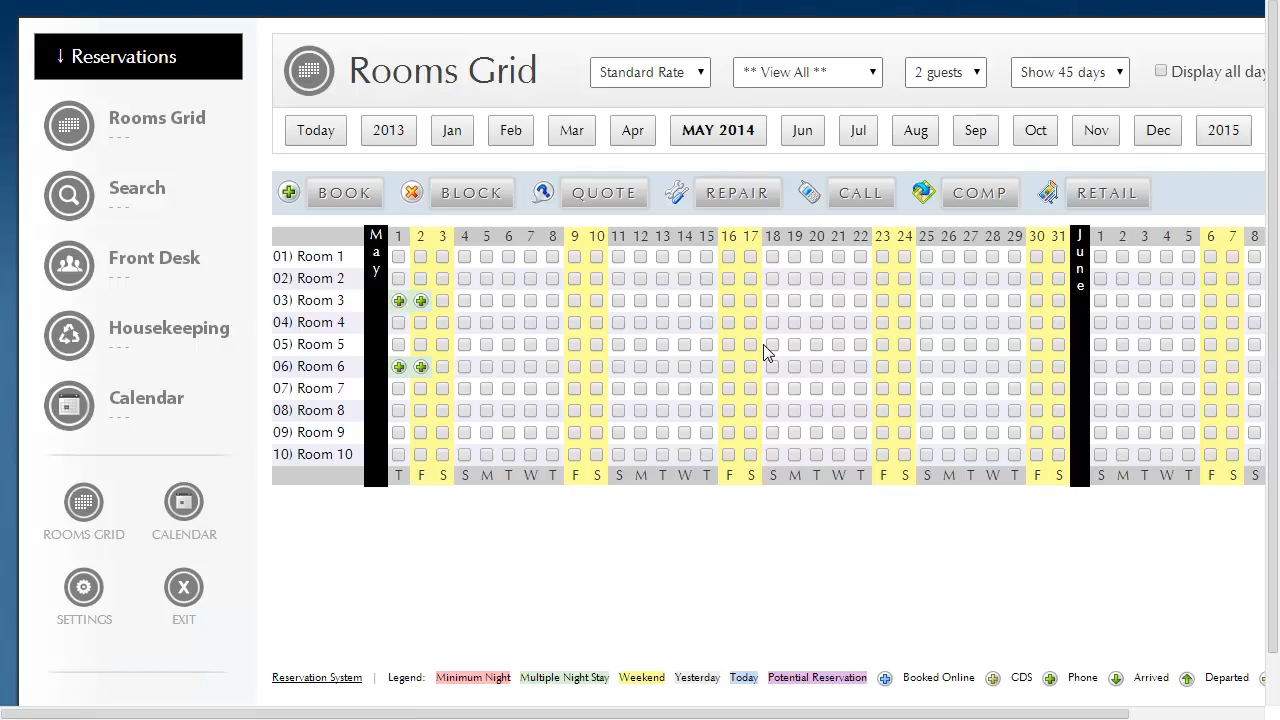 ↓ Reservations
Rooms Grid
- - -
Search
- - -
Front Desk
- - -
Housekeeping
- - -
Calendar
- - -
ROOMS GRID CALENDAR
SETTINGS EXIT
Rooms Grid Standard Rate ** View All ** 2 guests Show 45 days Display all day
Today 2013 Jan Feb Mar Apr MAY 2014 Jun Jul Aug Sep Oct Nov Dec 2015
BOOK BLOCK QUOTE REPAIR CALL COMP RETAIL
May 1 2 3 4 5 6 7 8 9 10 11 12 13 14 15 16 17 18 19 20 21 22 23 24 25 26 27 28 29 30 31 June 1 2 3 4 5 6 7 8
01) Room 1
02) Room 2
03) Room 3
04) Room 4
05) Room 5
06) Room 6
07) Room 7
08) Room 8
09) Room 9
10) Room 10
T F S S M T W T F S S M T W T F S S M T W T F S S M T W T F S S M T W T F S S
Reservation System | Legend: Minimum Night Multiple Night Stay Weekend Yesterday Today Potential Reservation Booked Online CDS Phone Arrived Departed